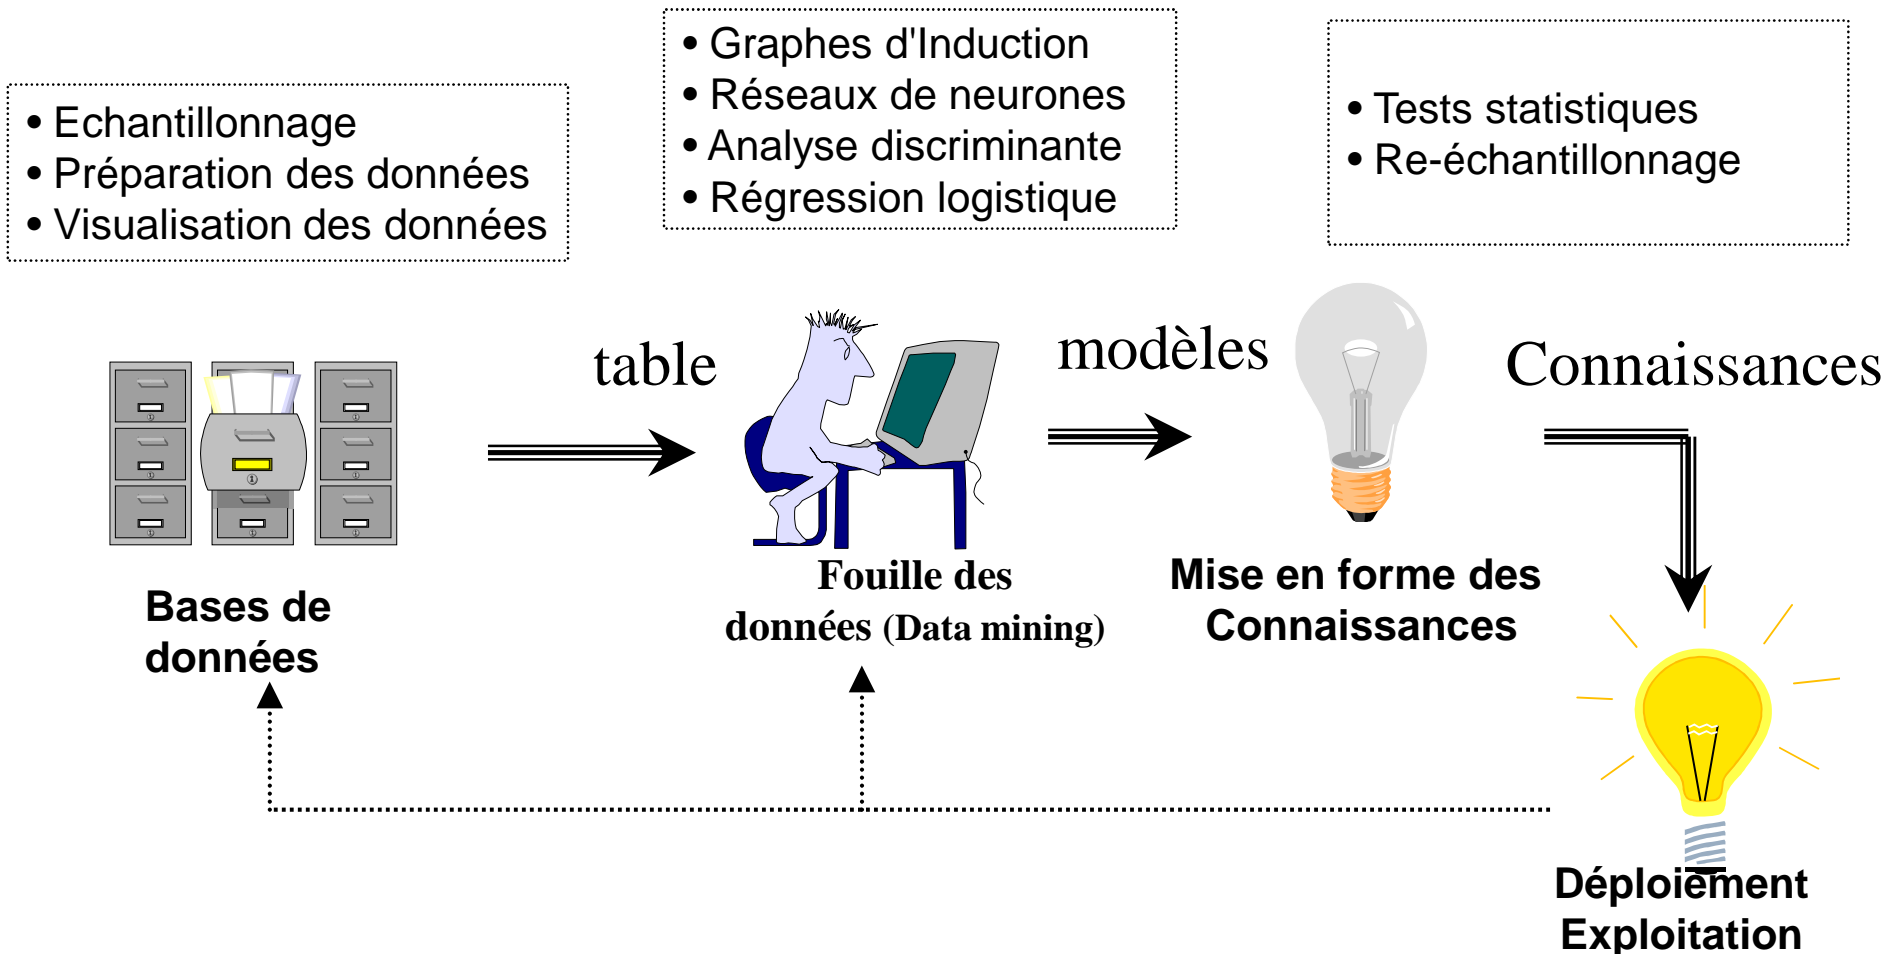 • Echantillonnage
• Préparation des données
• Visualisation des données
• Graphes d'Induction
• Réseaux de neurones
• Analyse discriminante
• Régression logistique
• Tests statistiques
• Re-échantillonnage
table
modèles
Connaissances
Bases de
données
Fouille des
données (Data mining)
Mise en forme des
Connaissances
Déploiement
Exploitation